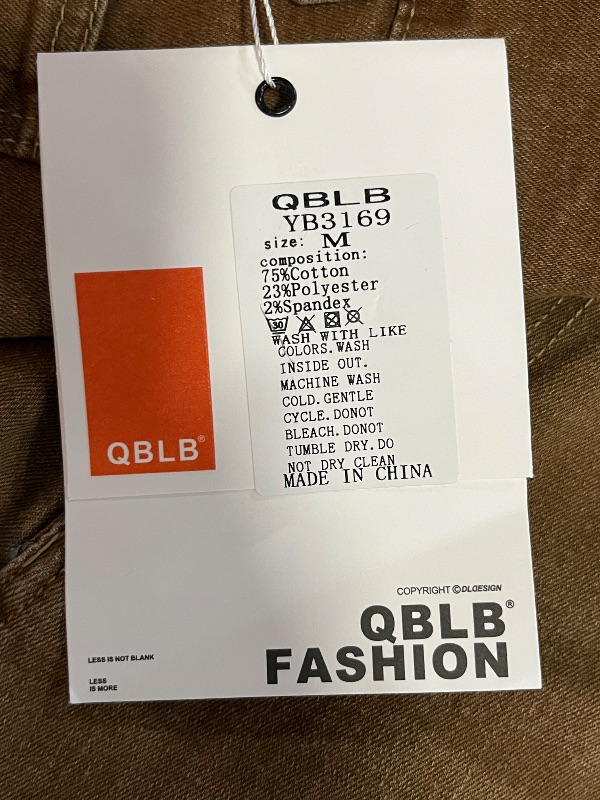 QBLB
YB3169
size: M
composition:
75%Cotton
23%Polyester
2%Spandex
30
WASH WITH LIKE
COLORS.WASH
INSIDE OUT.
MACHINE WASH
COLD.GENTLE
CYCLE.DONOT
BLEACH.DONOT
TUMBLE DRY.DO
NOT DRY CLEAN
MADE IN CHINA
QBLB®
COPYRIGHT ©DLDESIGN
QBLB®
FASHION
LESS IS NOT BLANK
LESS
IS MORE